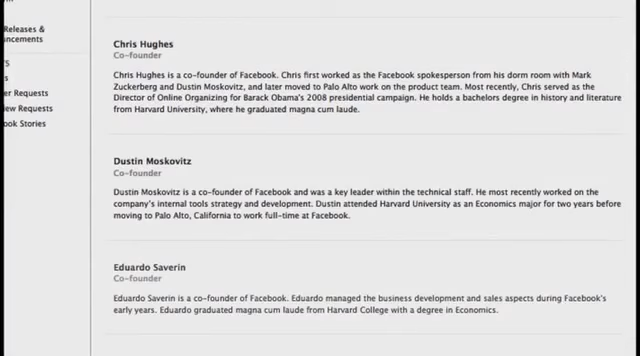 Releases &
ncements
S
s
er Requests
iew Requests
ook Stories
Chris Hughes
Co-founder
Chris Hughes is a co-founder of Facebook. Chris first worked as the Facebook spokesperson from his dorm room with Mark
Zuckerberg and Dustin Moskovitz, and later moved to Palo Alto work on the product team. Most recently, Chris served as the
Director of Online Organizing for Barack Obama's 2008 presidential campaign. He holds a bachelors degree in history and literature
from Harvard University, where he graduated magna cum laude.
Dustin Moskovitz
Co-founder
Dustin Moskovitz is a co-founder of Facebook and was a key leader within the technical staff. He most recently worked on the
company's internal tools strategy and development. Dustin attended Harvard University as an Economics major for two years before
moving to Palo Alto, California to work full-time at Facebook.
Eduardo Saverin
Co-founder
Eduardo Saverin is a co-founder of Facebook. Eduardo managed the business development and sales aspects during Facebook's
early years. Eduardo graduated magna cum laude from Harvard College with a degree in Economics.